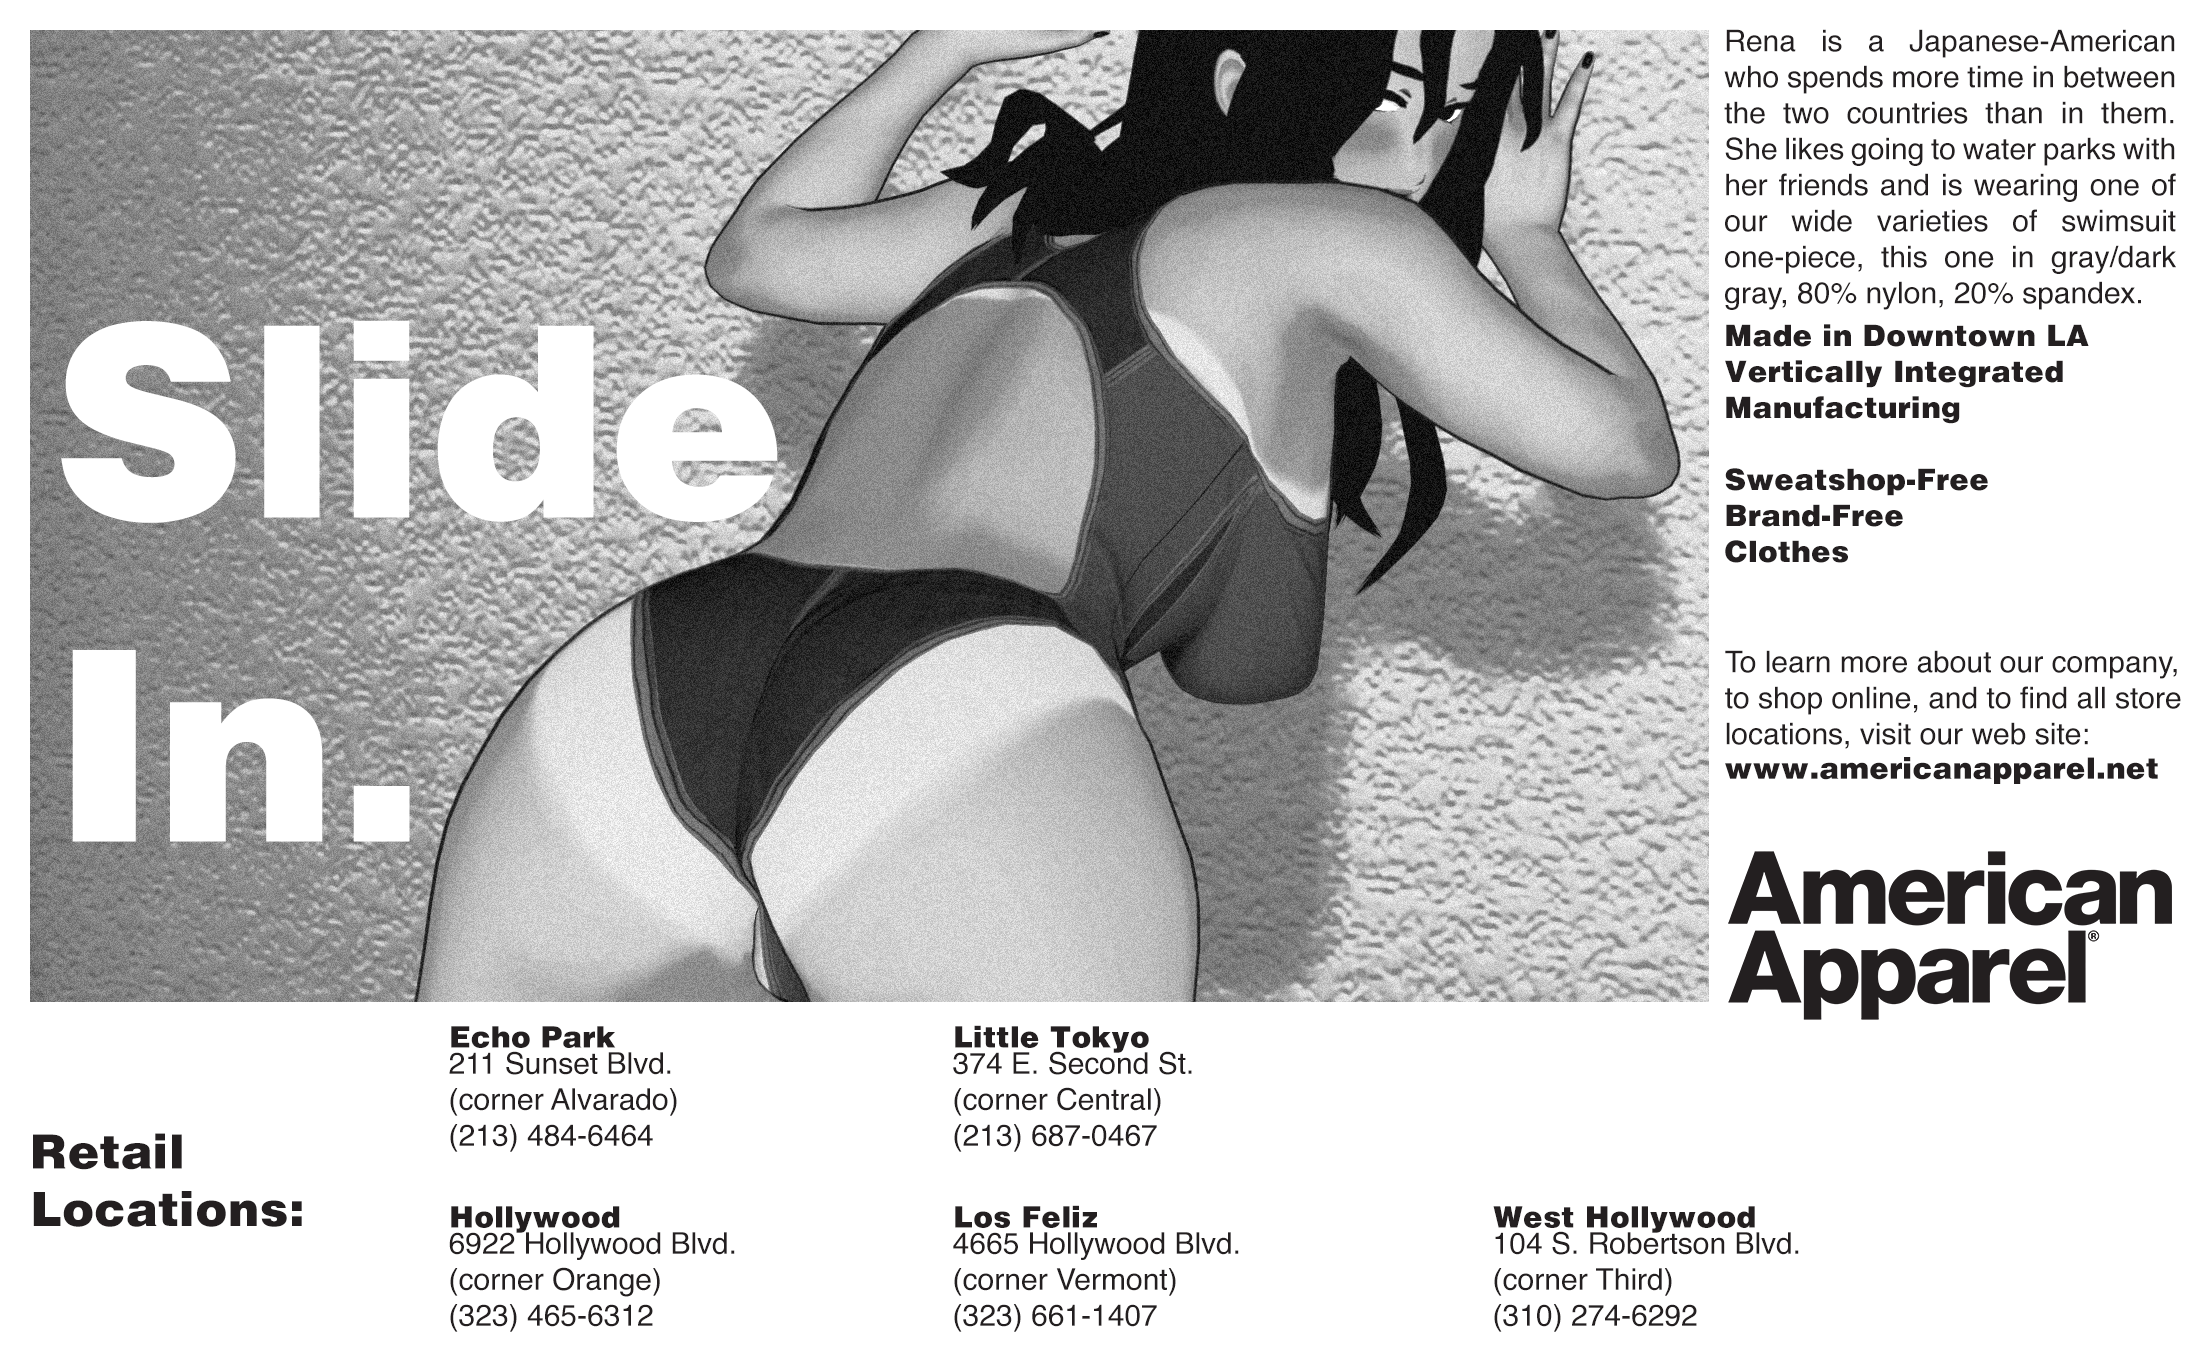 Slide
In.
Rena is a Japanese-American
who spends more time in between
the two countries than in them.
She likes going to water parks with
her friends and is wearing one of
our wide varieties of swimsuit
one-piece, this one in gray/dark
gray, 80% nylon, 20% spandex.
Made in Downtown LA
Vertically Integrated
Manufacturing
Sweatshop-Free
Brand-Free
Clothes
To learn more about our company,
to shop online, and to find all store
locations, visit our web site:
www.americanapparel.net
American
Apparel®
Retail
Locations:
Echo Park
211 Sunset Blvd.
(corner Alvarado)
(213) 484-6464
Little Tokyo
374 E. Second St.
(corner Central)
(213) 687-0467
Hollywood
6922 Hollywood Blvd.
(corner Orange)
(323) 465-6312
Los Feliz
4665 Hollywood Blvd.
(corner Vermont)
(323) 661-1407
West Hollywood
104 S. Robertson Blvd.
(corner Third)
(310) 274-6292